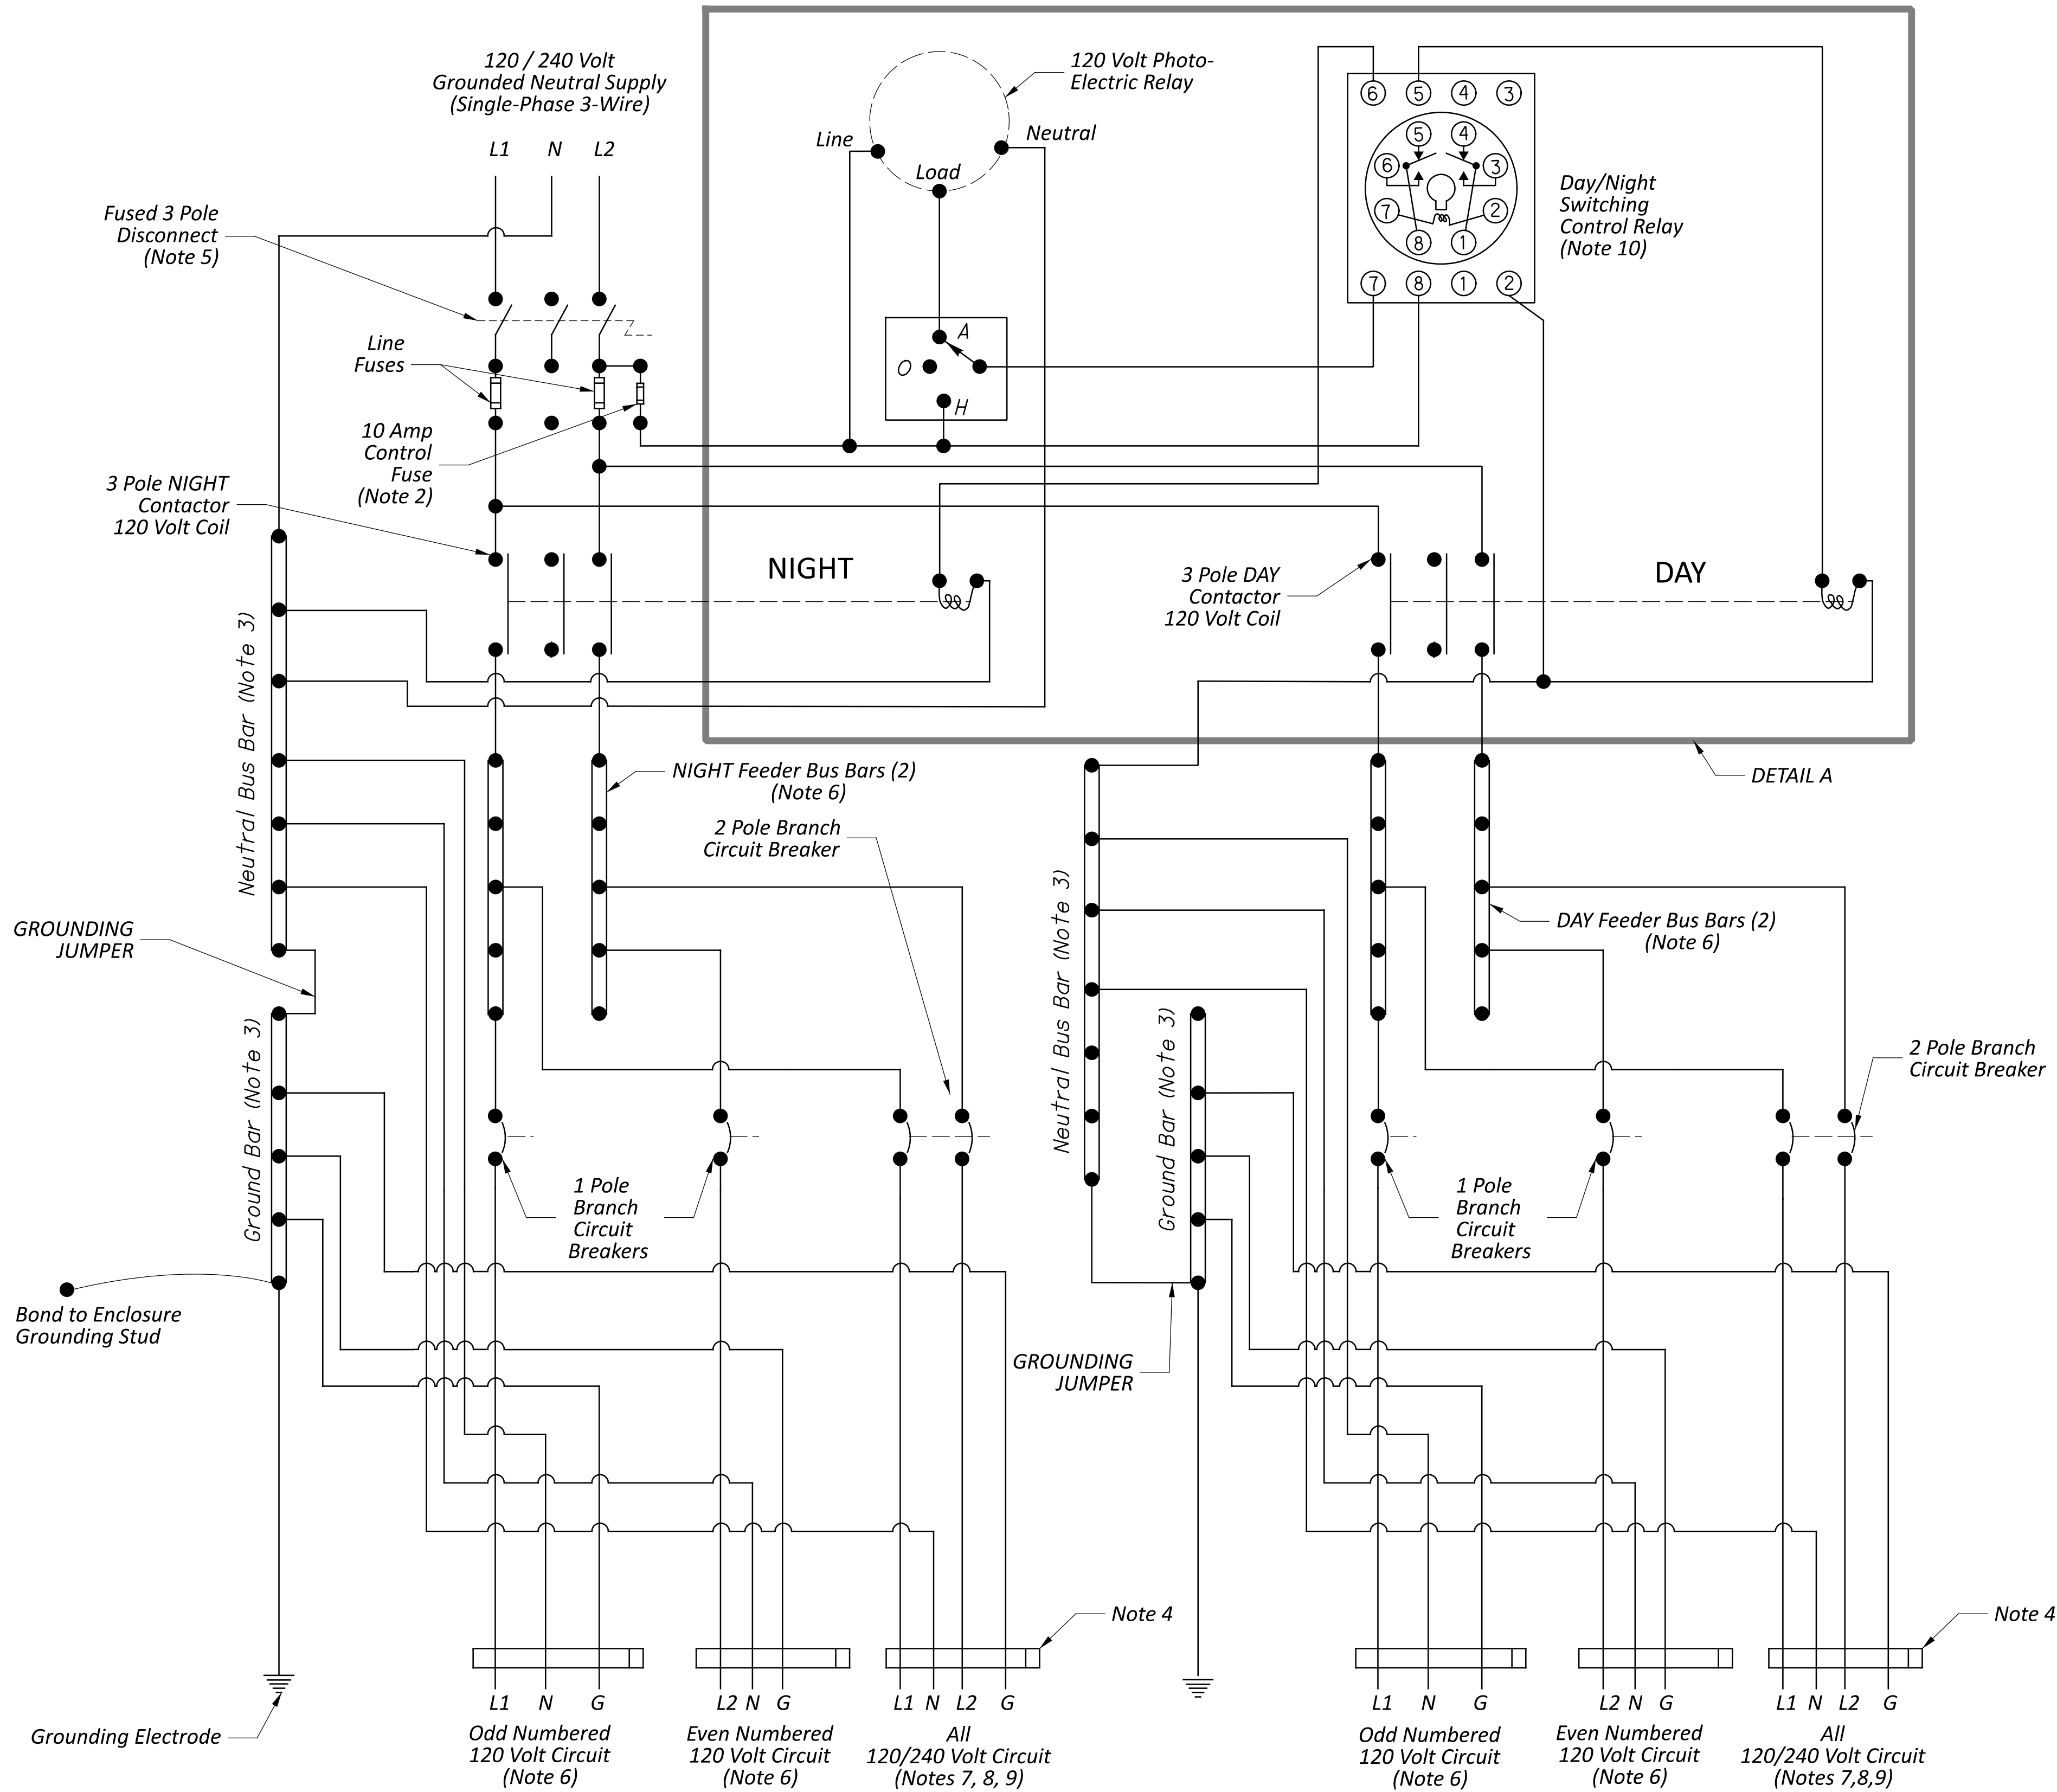 120 / 240 Volt
Grounded Neutral Supply
(Single-Phase 3-Wire)
L1 N L2
Fused 3 Pole
Disconnect
(Note 5)
Line
Fuses
10 Amp
Control
Fuse
(Note 2)
3 Pole NIGHT
Contactor
120 Volt Coil
120 Volt Photo-
Electric Relay
Line
Neutral
Load
A
O
H
6 5 4 3
5 4
6 3
7 2
8 1
7 8 1 2
Day/Night
Switching
Control Relay
(Note 10)
NIGHT
3 Pole DAY
Contactor
120 Volt Coil
DAY
DETAIL A
Neutral Bus Bar (Note 3)
NIGHT Feeder Bus Bars (2)
(Note 6)
2 Pole Branch
Circuit Breaker
GROUNDING
JUMPER
Ground Bar (Note 3)
1 Pole
Branch
Circuit
Breakers
Bond to Enclosure
Grounding Stud
Grounding Electrode
Neutral Bus Bar (Note 3)
Ground Bar (Note 3)
DAY Feeder Bus Bars (2)
(Note 6)
2 Pole Branch
Circuit Breaker
1 Pole
Branch
Circuit
Breakers
GROUNDING
JUMPER
Note 4
Note 4
L1 N G
Odd Numbered
120 Volt Circuit
(Note 6)
L2 N G
Even Numbered
120 Volt Circuit
(Note 6)
L1 N L2 G
All
120/240 Volt Circuit
(Notes 7, 8, 9)
L1 N G
Odd Numbered
120 Volt Circuit
(Note 6)
L2 N G
Even Numbered
120 Volt Circuit
(Note 6)
L1 N L2 G
All
120/240 Volt Circuit
(Notes 7,8,9)